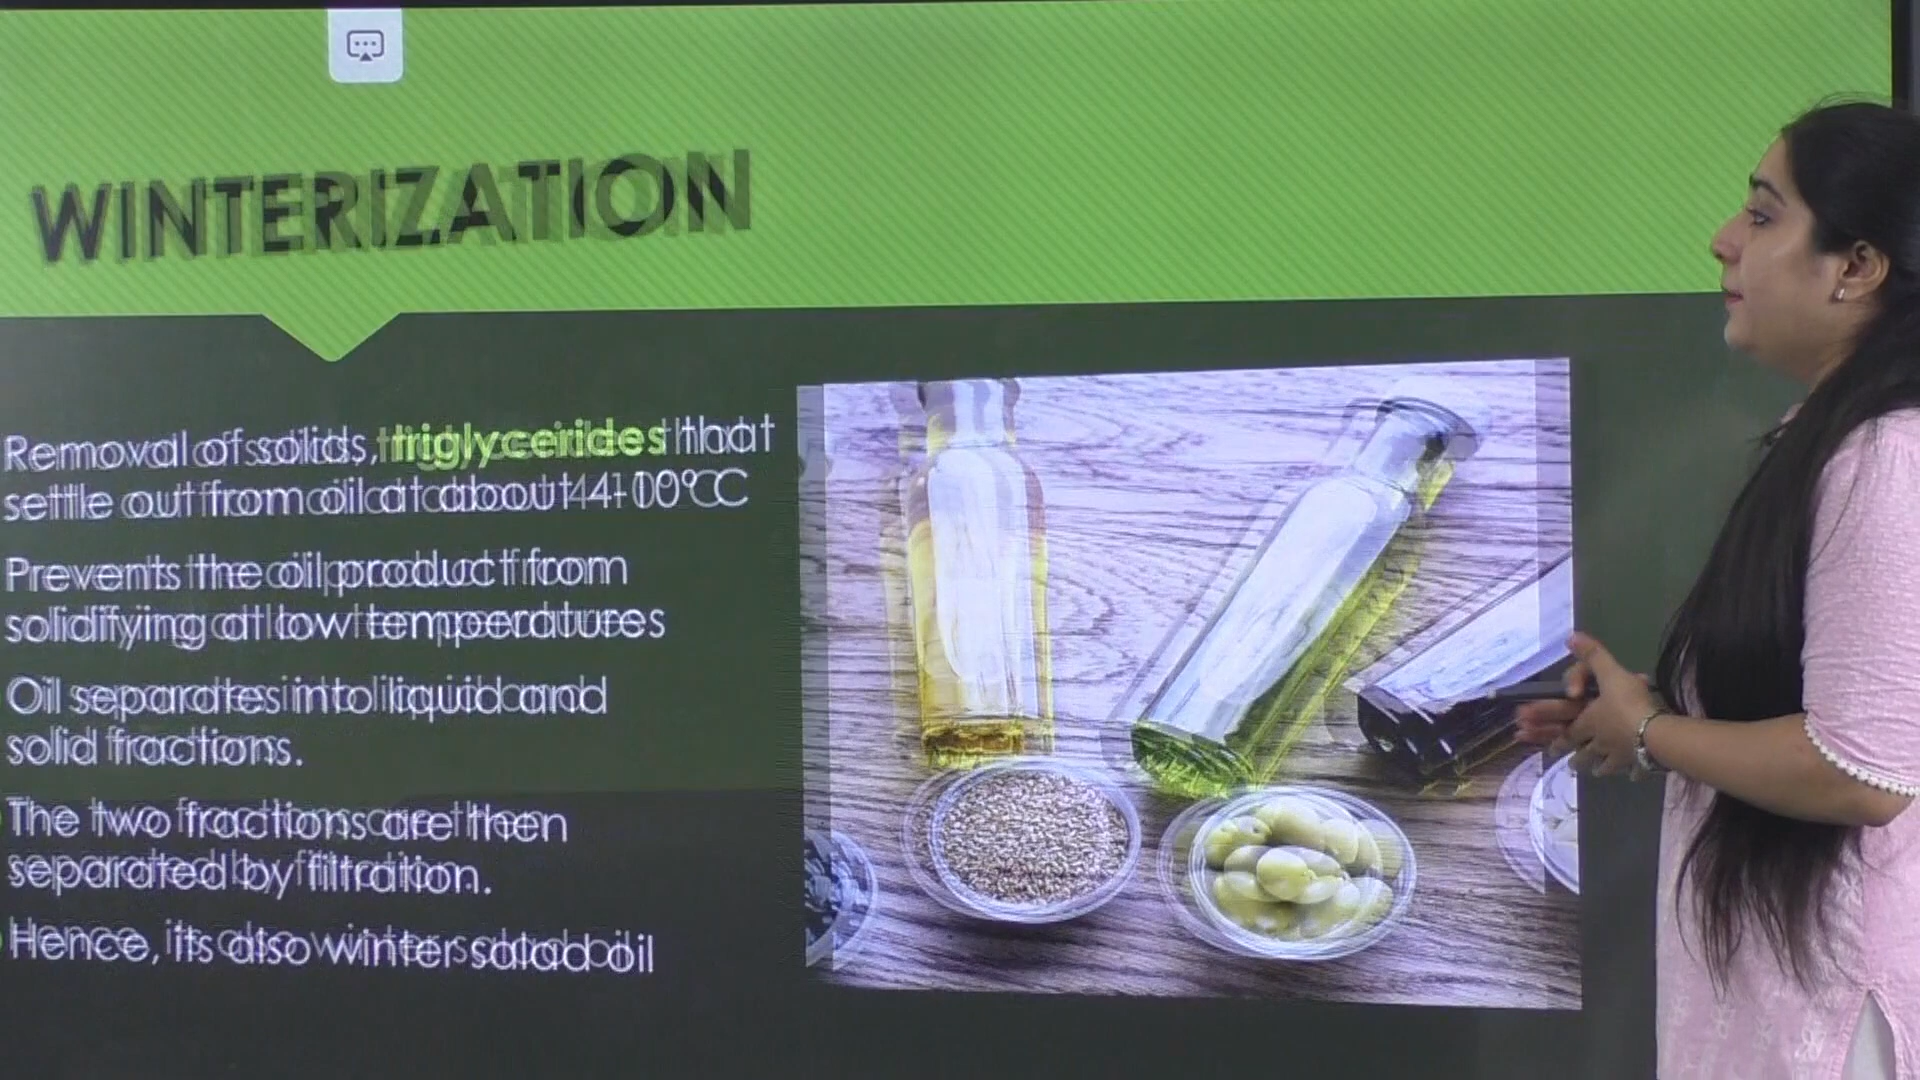 WINTERIZATION
Removal of solids, triglycerides that
settle out from oil at about 4-10°C
Prevents the oil product from
solidifying at low temperatures
Oil separates into liquid and
solid fractions.
The two fractions are then
separated by filtration.
Hence, its also winter salad oil